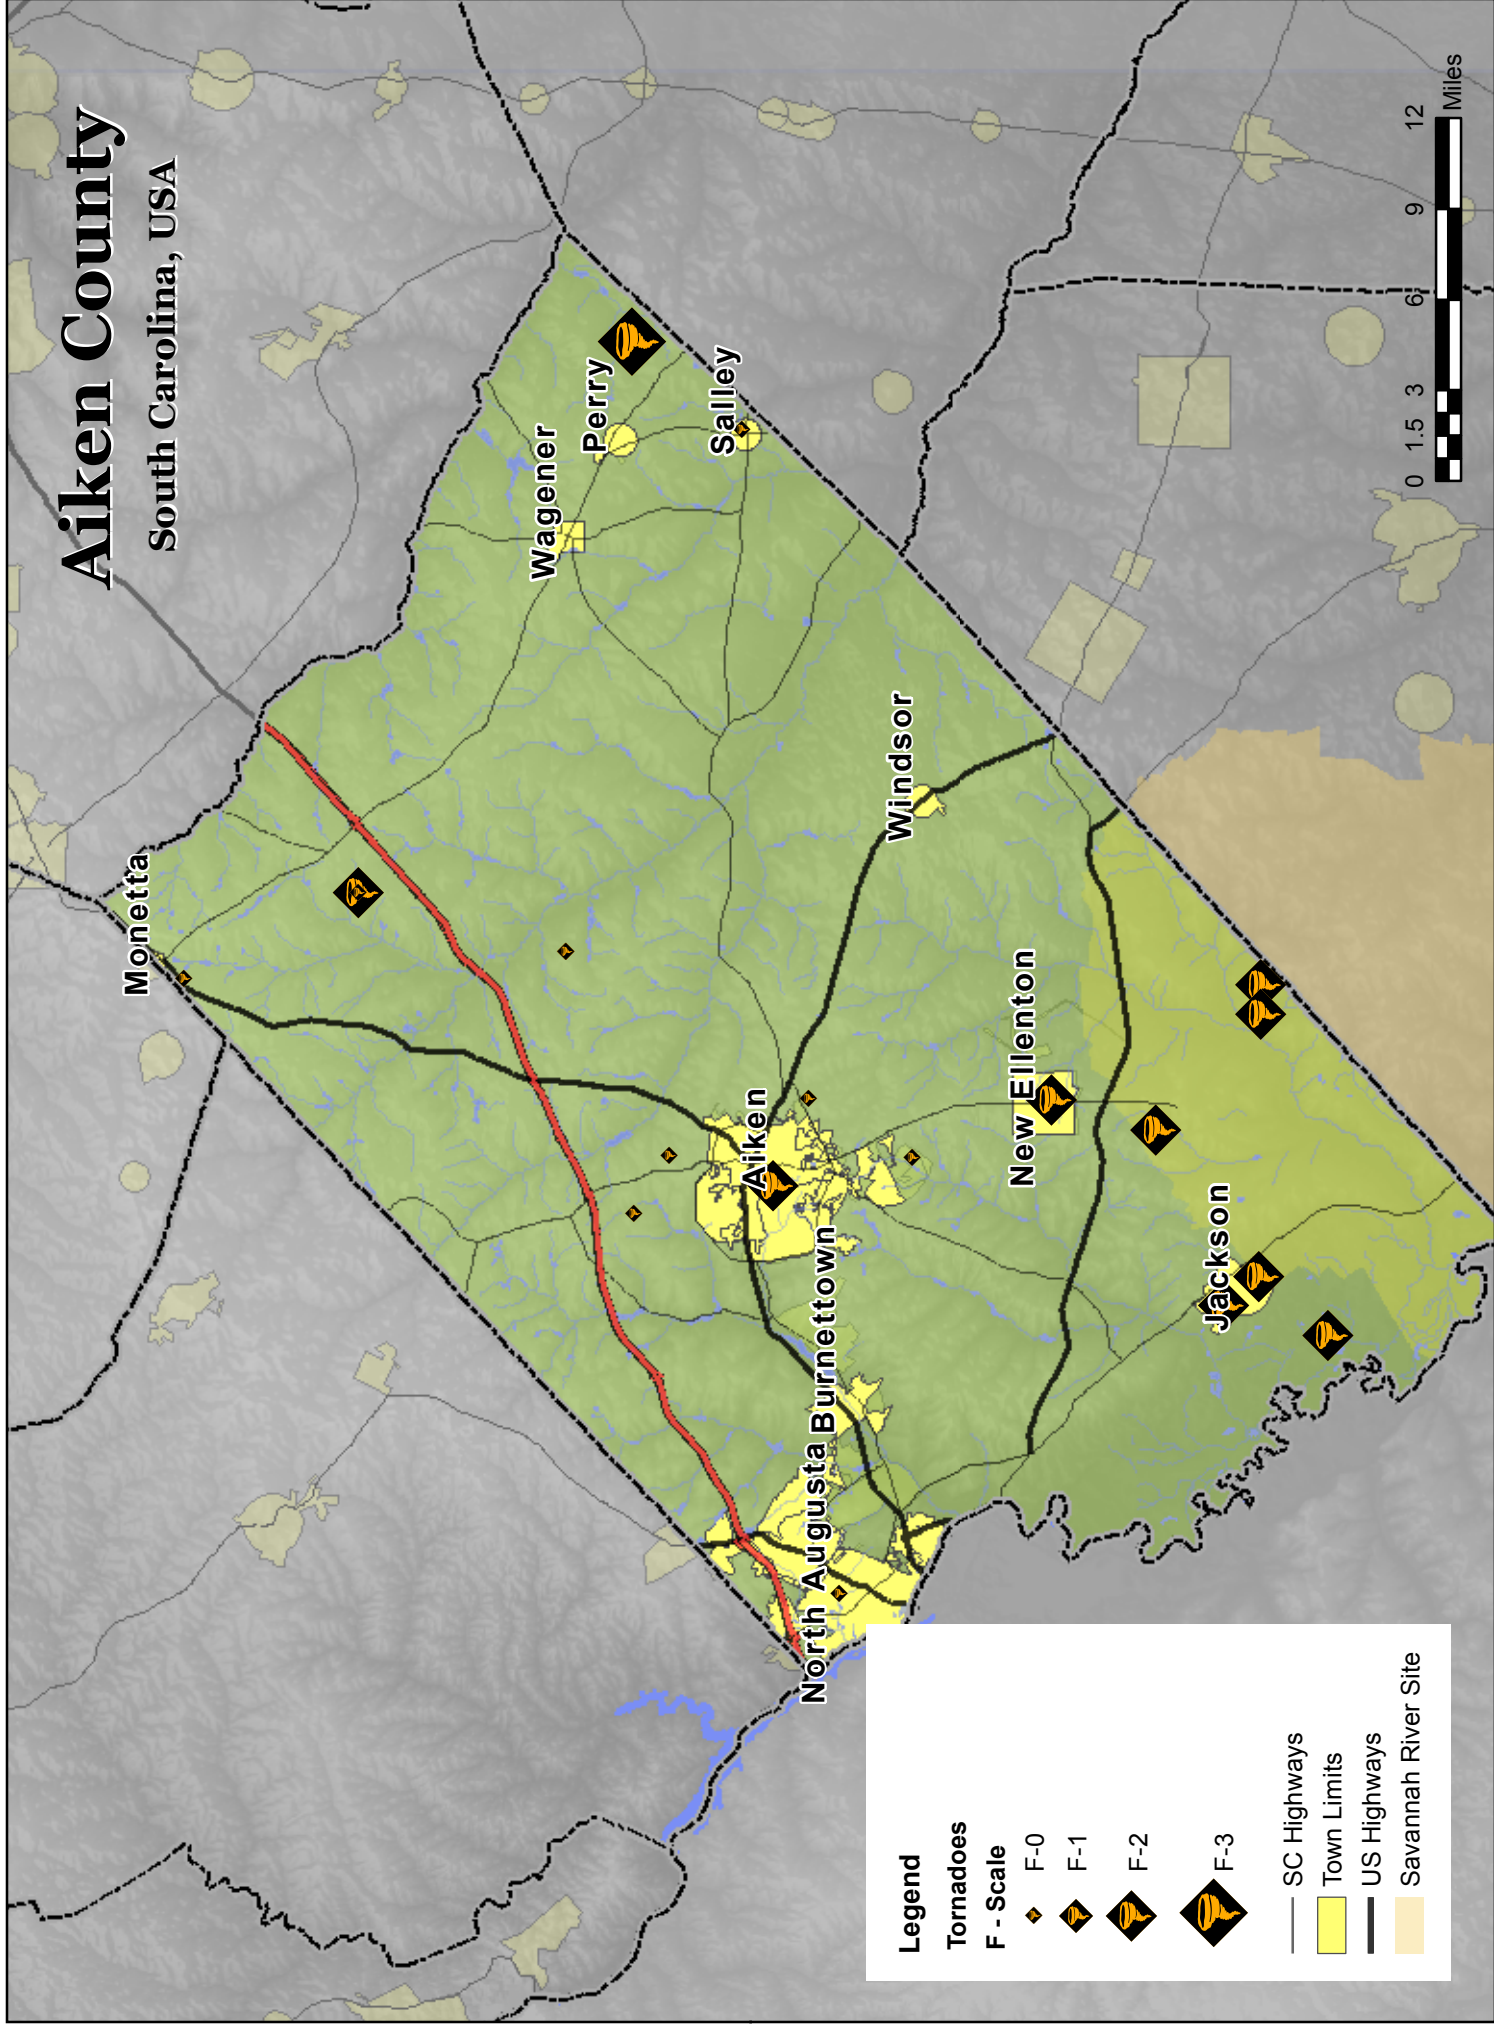 Aiken County
South Carolina, USA
Monetta
Wagener
Perry
Salley
Windsor
Aiken
New Ellenton
Burnettown
North Augusta
Jackson
Legend
Tornadoes
F - Scale
F-0
F-1
F-2
F-3
SC Highways
Town Limits
US Highways
Savannah River Site
0 1.5 3 6 9 12
Miles